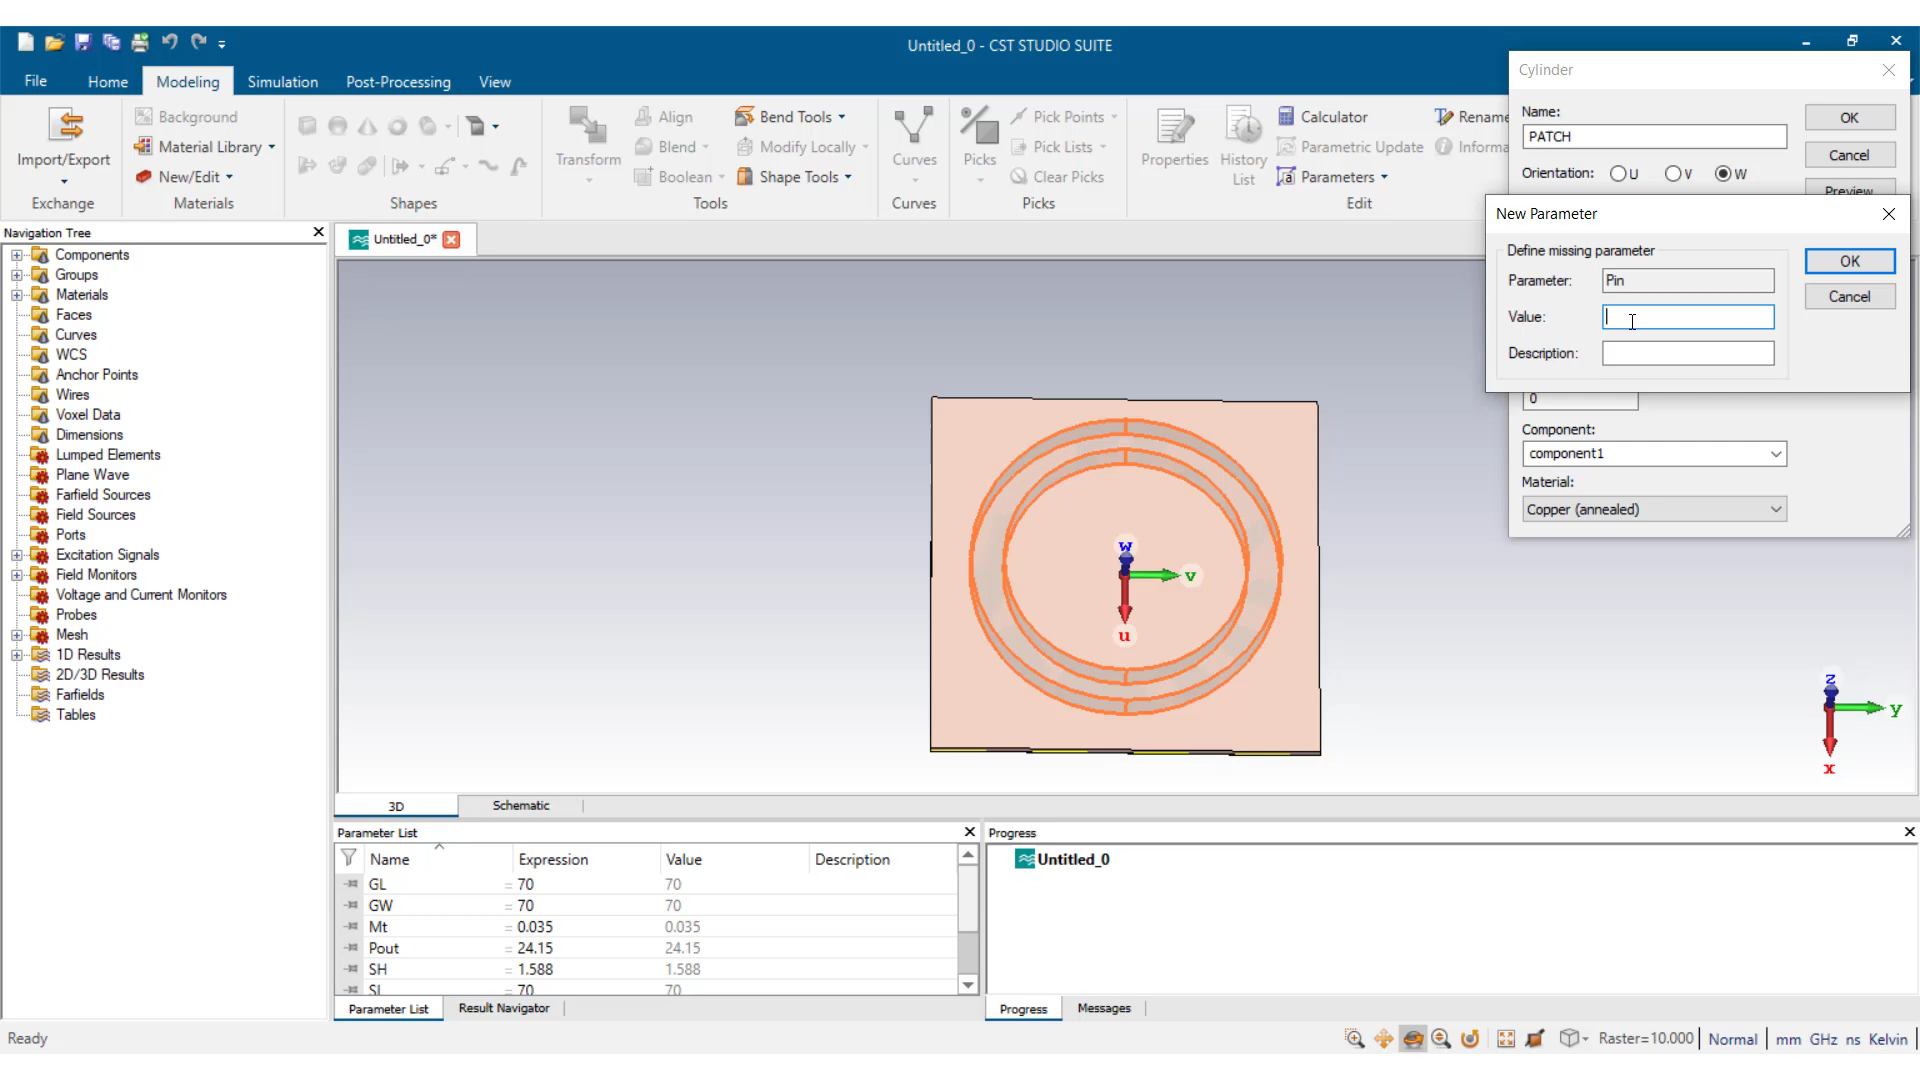 Untitled_0 - CST STUDIO SUITE
File
Home
Modeling
Simulation
Post-Processing
View
Import/Export
Exchange
Background
Material Library
New/Edit
Materials
Shapes
Transform
Align
Blend
Boolean
Bend Tools
Modify Locally
Shape Tools
Tools
Curves
Curves
Picks
Pick Points
Pick Lists
Clear Picks
Picks
Properties
History
List
Calculator
Parametric Update
Parameters
Edit
Rename
Informa
Cylinder
Name:
PATCH
Orientation:
U
V
W
OK
Cancel
Preview
New Parameter
Define missing parameter
Parameter:
Pin
Value:
Description:
OK
Cancel
0
Component:
component1
Material:
Copper (annealed)
Navigation Tree
Components
Groups
Materials
Faces
Curves
WCS
Anchor Points
Wires
Voxel Data
Dimensions
Lumped Elements
Plane Wave
Farfield Sources
Field Sources
Ports
Excitation Signals
Field Monitors
Voltage and Current Monitors
Probes
Mesh
1D Results
2D/3D Results
Farfields
Tables
Untitled_0*
w
v
u
z
y
x
3D
Schematic
Parameter List
Name
Expression
Value
Description
GL = 70 70
GW = 70 70
Mt = 0.035 0.035
Pout = 24.15 24.15
SH = 1.588 1.588
SL = 70 70
Parameter List
Result Navigator
Progress
Untitled_0
Progress
Messages
Ready
Raster=10.000
Normal
mm GHz ns Kelvin